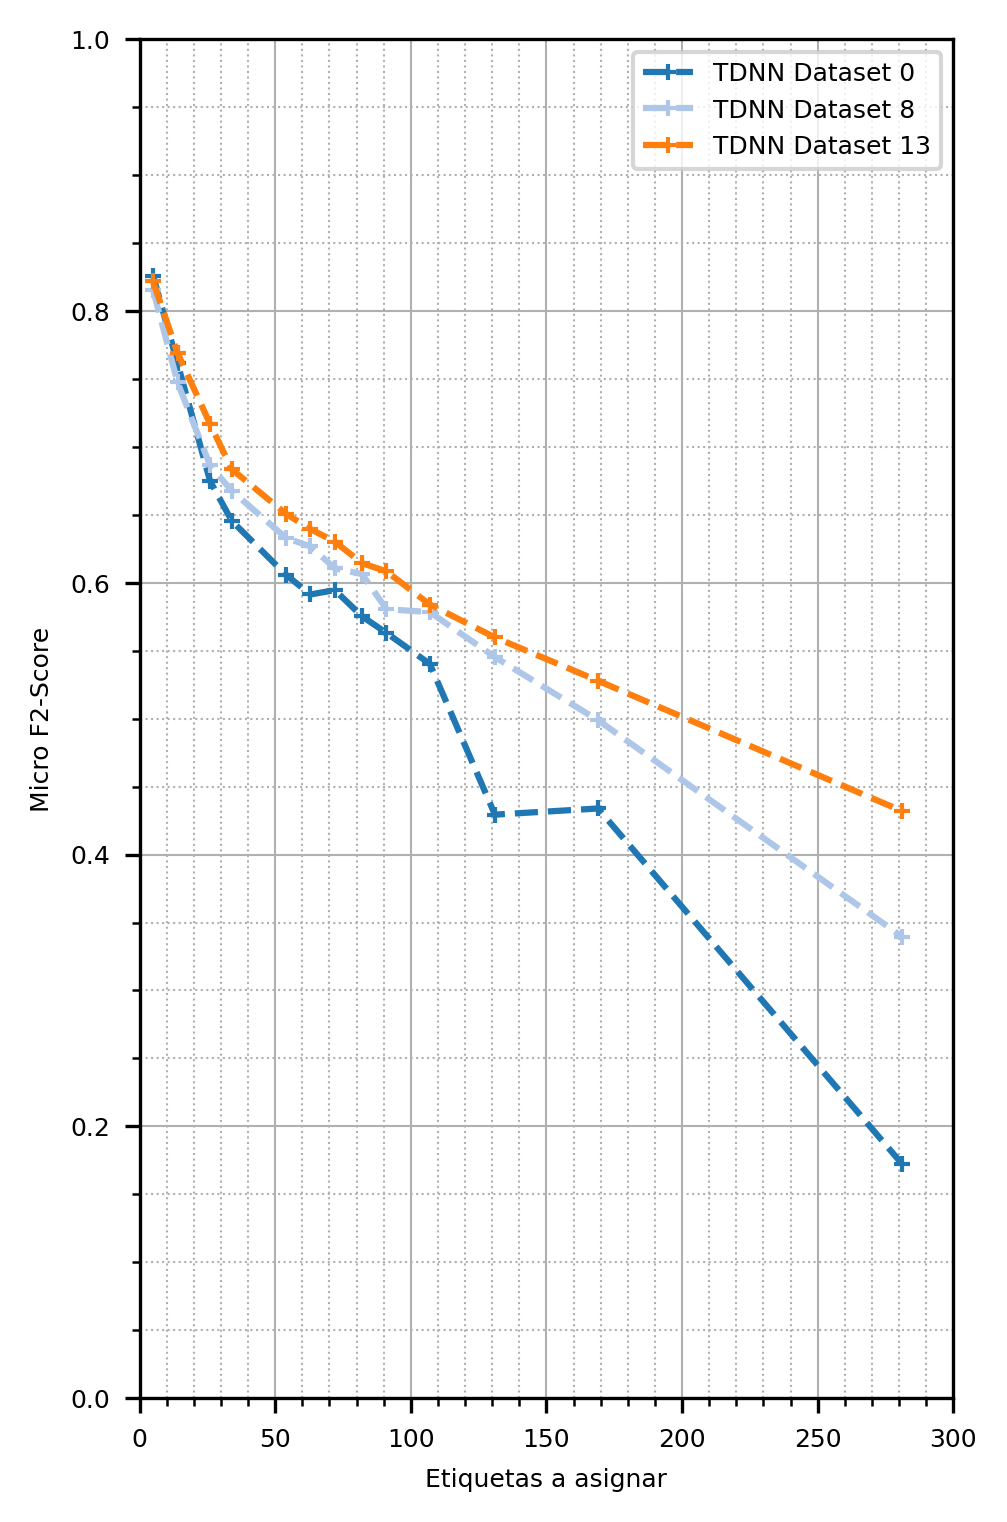 1.0
0.8
0.6
0.4
0.2
0.0
Micro F2-Score
TDNN Dataset 0
TDNN Dataset 8
TDNN Dataset 13
0 50 100 150 200 250 300
Etiquetas a asignar